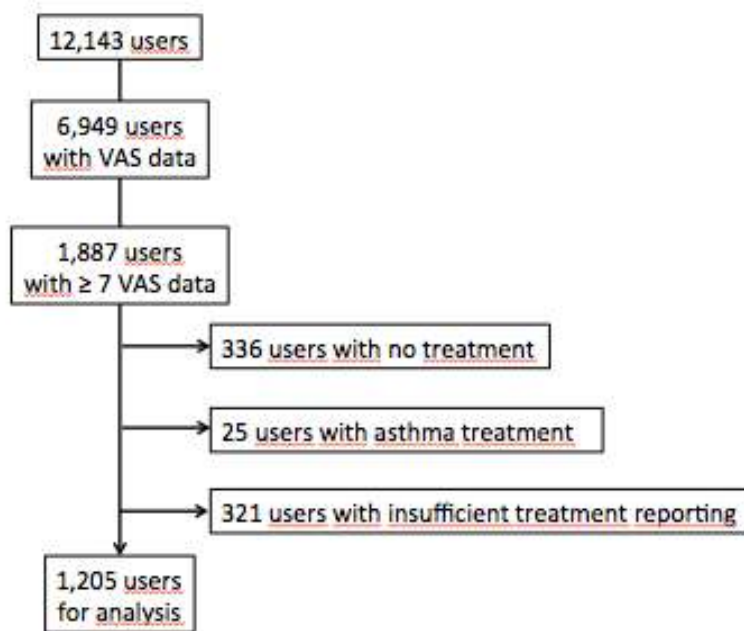 12,143 users
6,949 users
with VAS data
1,887 users
with ≥ 7 VAS data
336 users with no treatment
25 users with asthma treatment
321 users with insufficient treatment reporting
1,205 users
for analysis